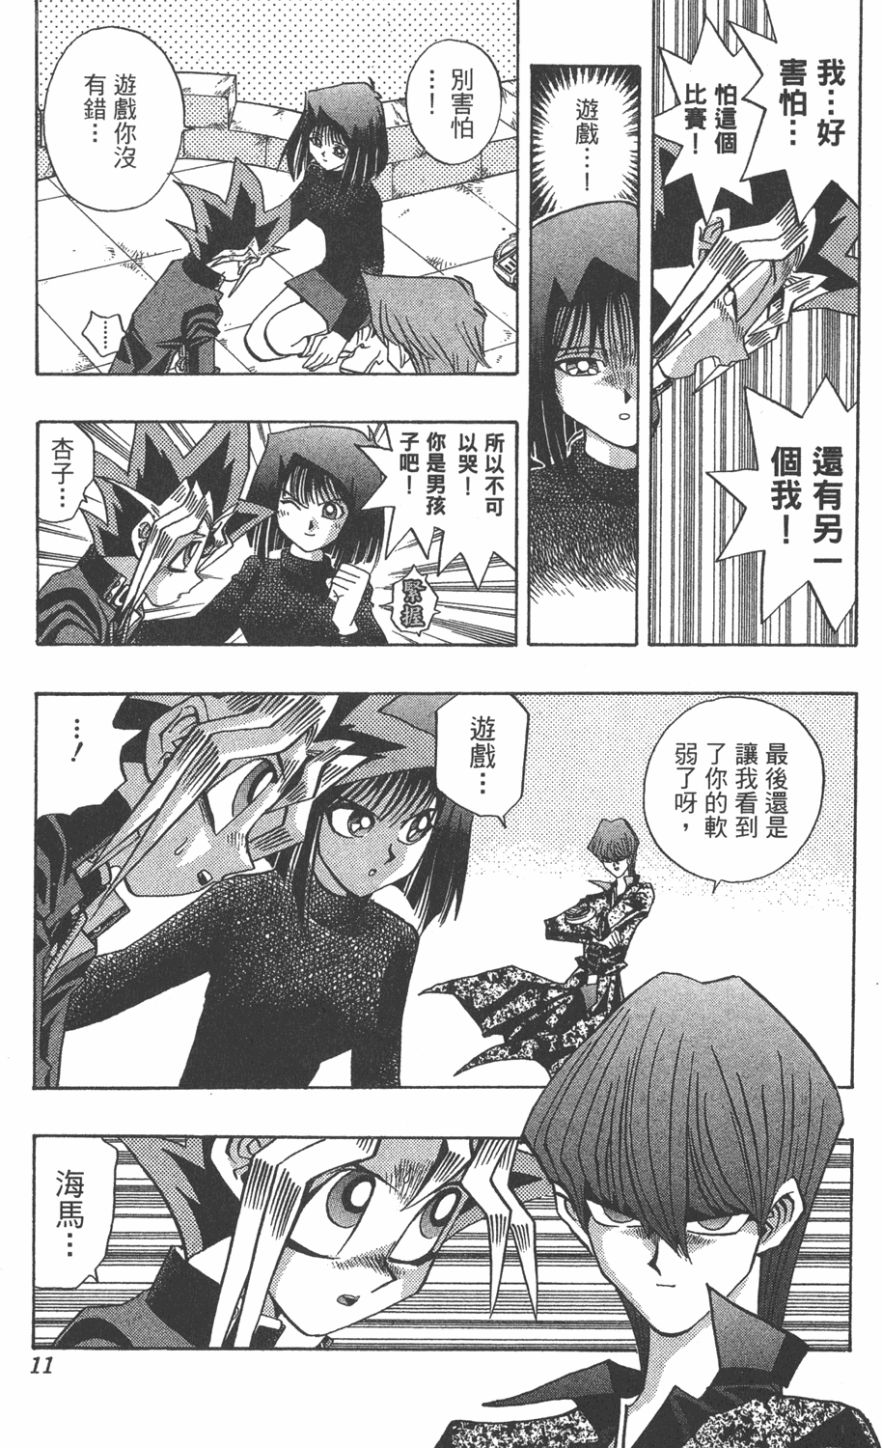 我…好
害怕…
怕這個
比賽！
還有另一
個我！
遊戲…！
別害怕
…！
遊戲你沒
有錯…
……
所以不可
以哭！
你是男孩
子吧！
緊握
杏子…
最後還是
讓我看到
了你的軟
弱了呀，
遊戲…
…！
海馬…
11